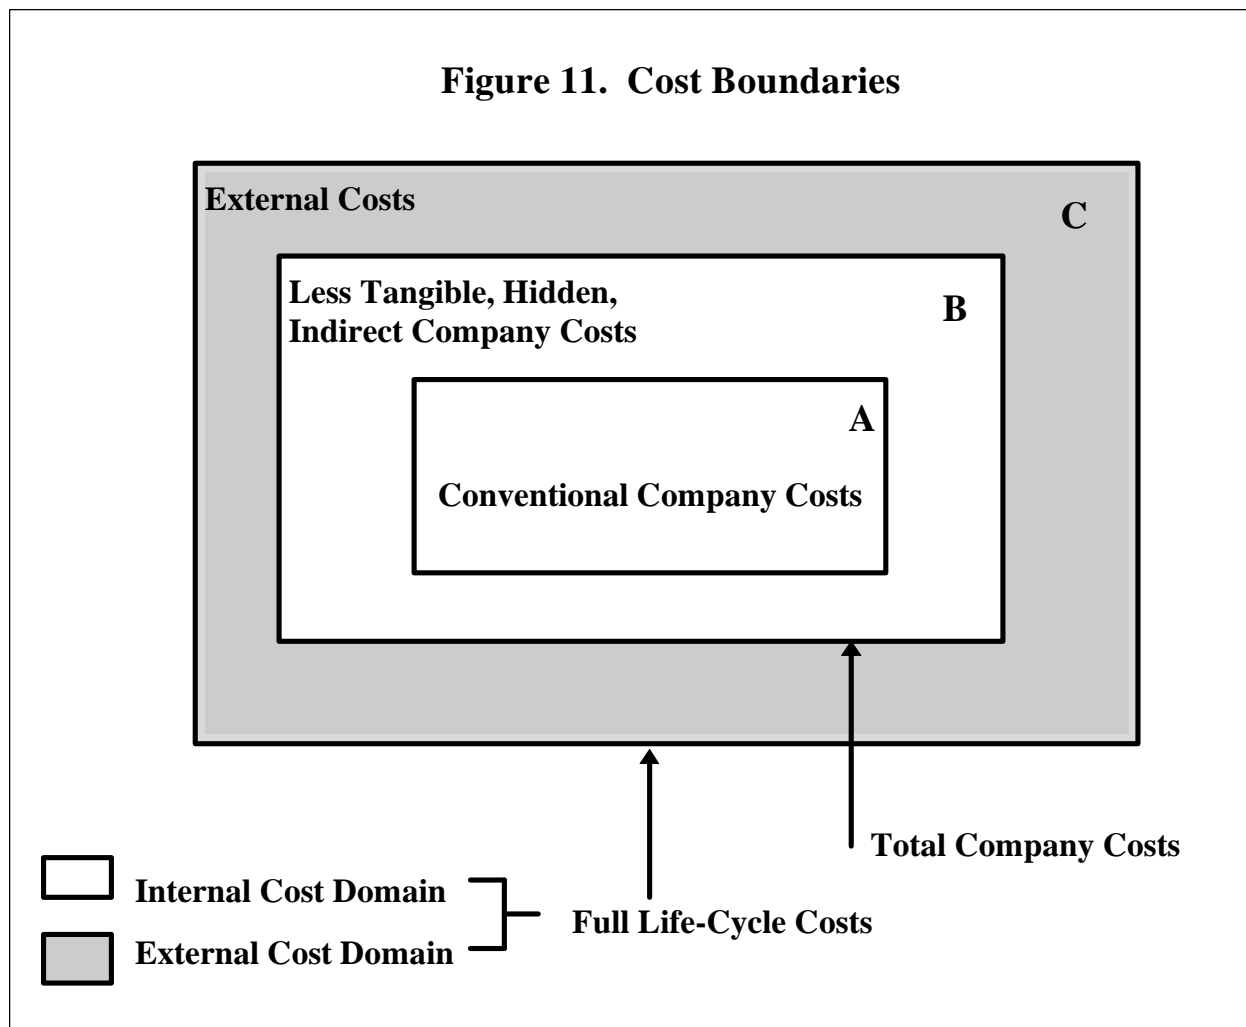 Figure 11.  Cost Boundaries
External Costs
C
Less Tangible, Hidden,
Indirect Company Costs
B
A
Conventional Company Costs
Total Company Costs
Internal Cost Domain
Full Life-Cycle Costs
External Cost Domain